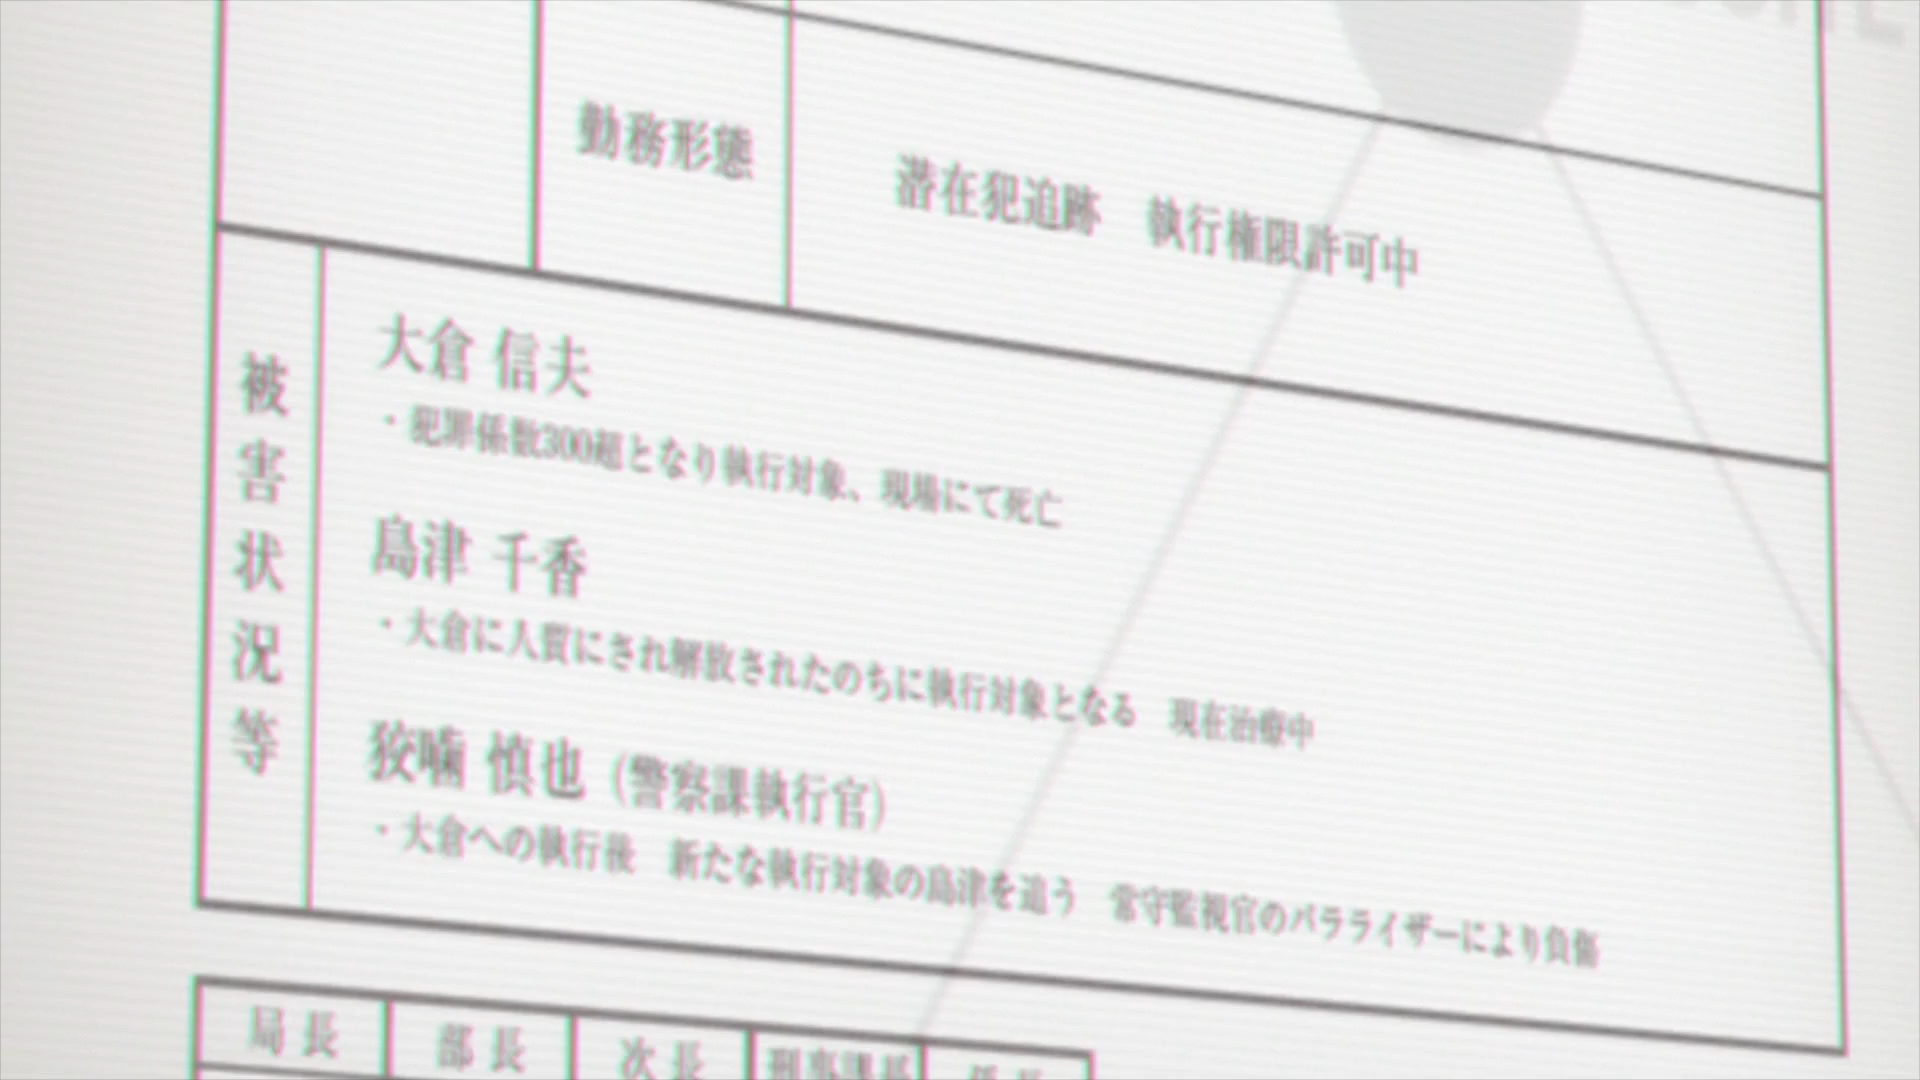 勤務形態
潜在犯追跡　執行権限許可中
被害状況等
大倉 信夫
・犯罪係数300超となり執行対象、現場にて死亡
島津 千香
・大倉に人質にされ解放されたのちに執行対象となる　現在治療中
狡噛 慎也（警察課執行官）
・大倉への執行後　新たな執行対象の島津を追う　常守監視官のパラライザーにより負傷
局長
部長
次長
刑事課長
係長